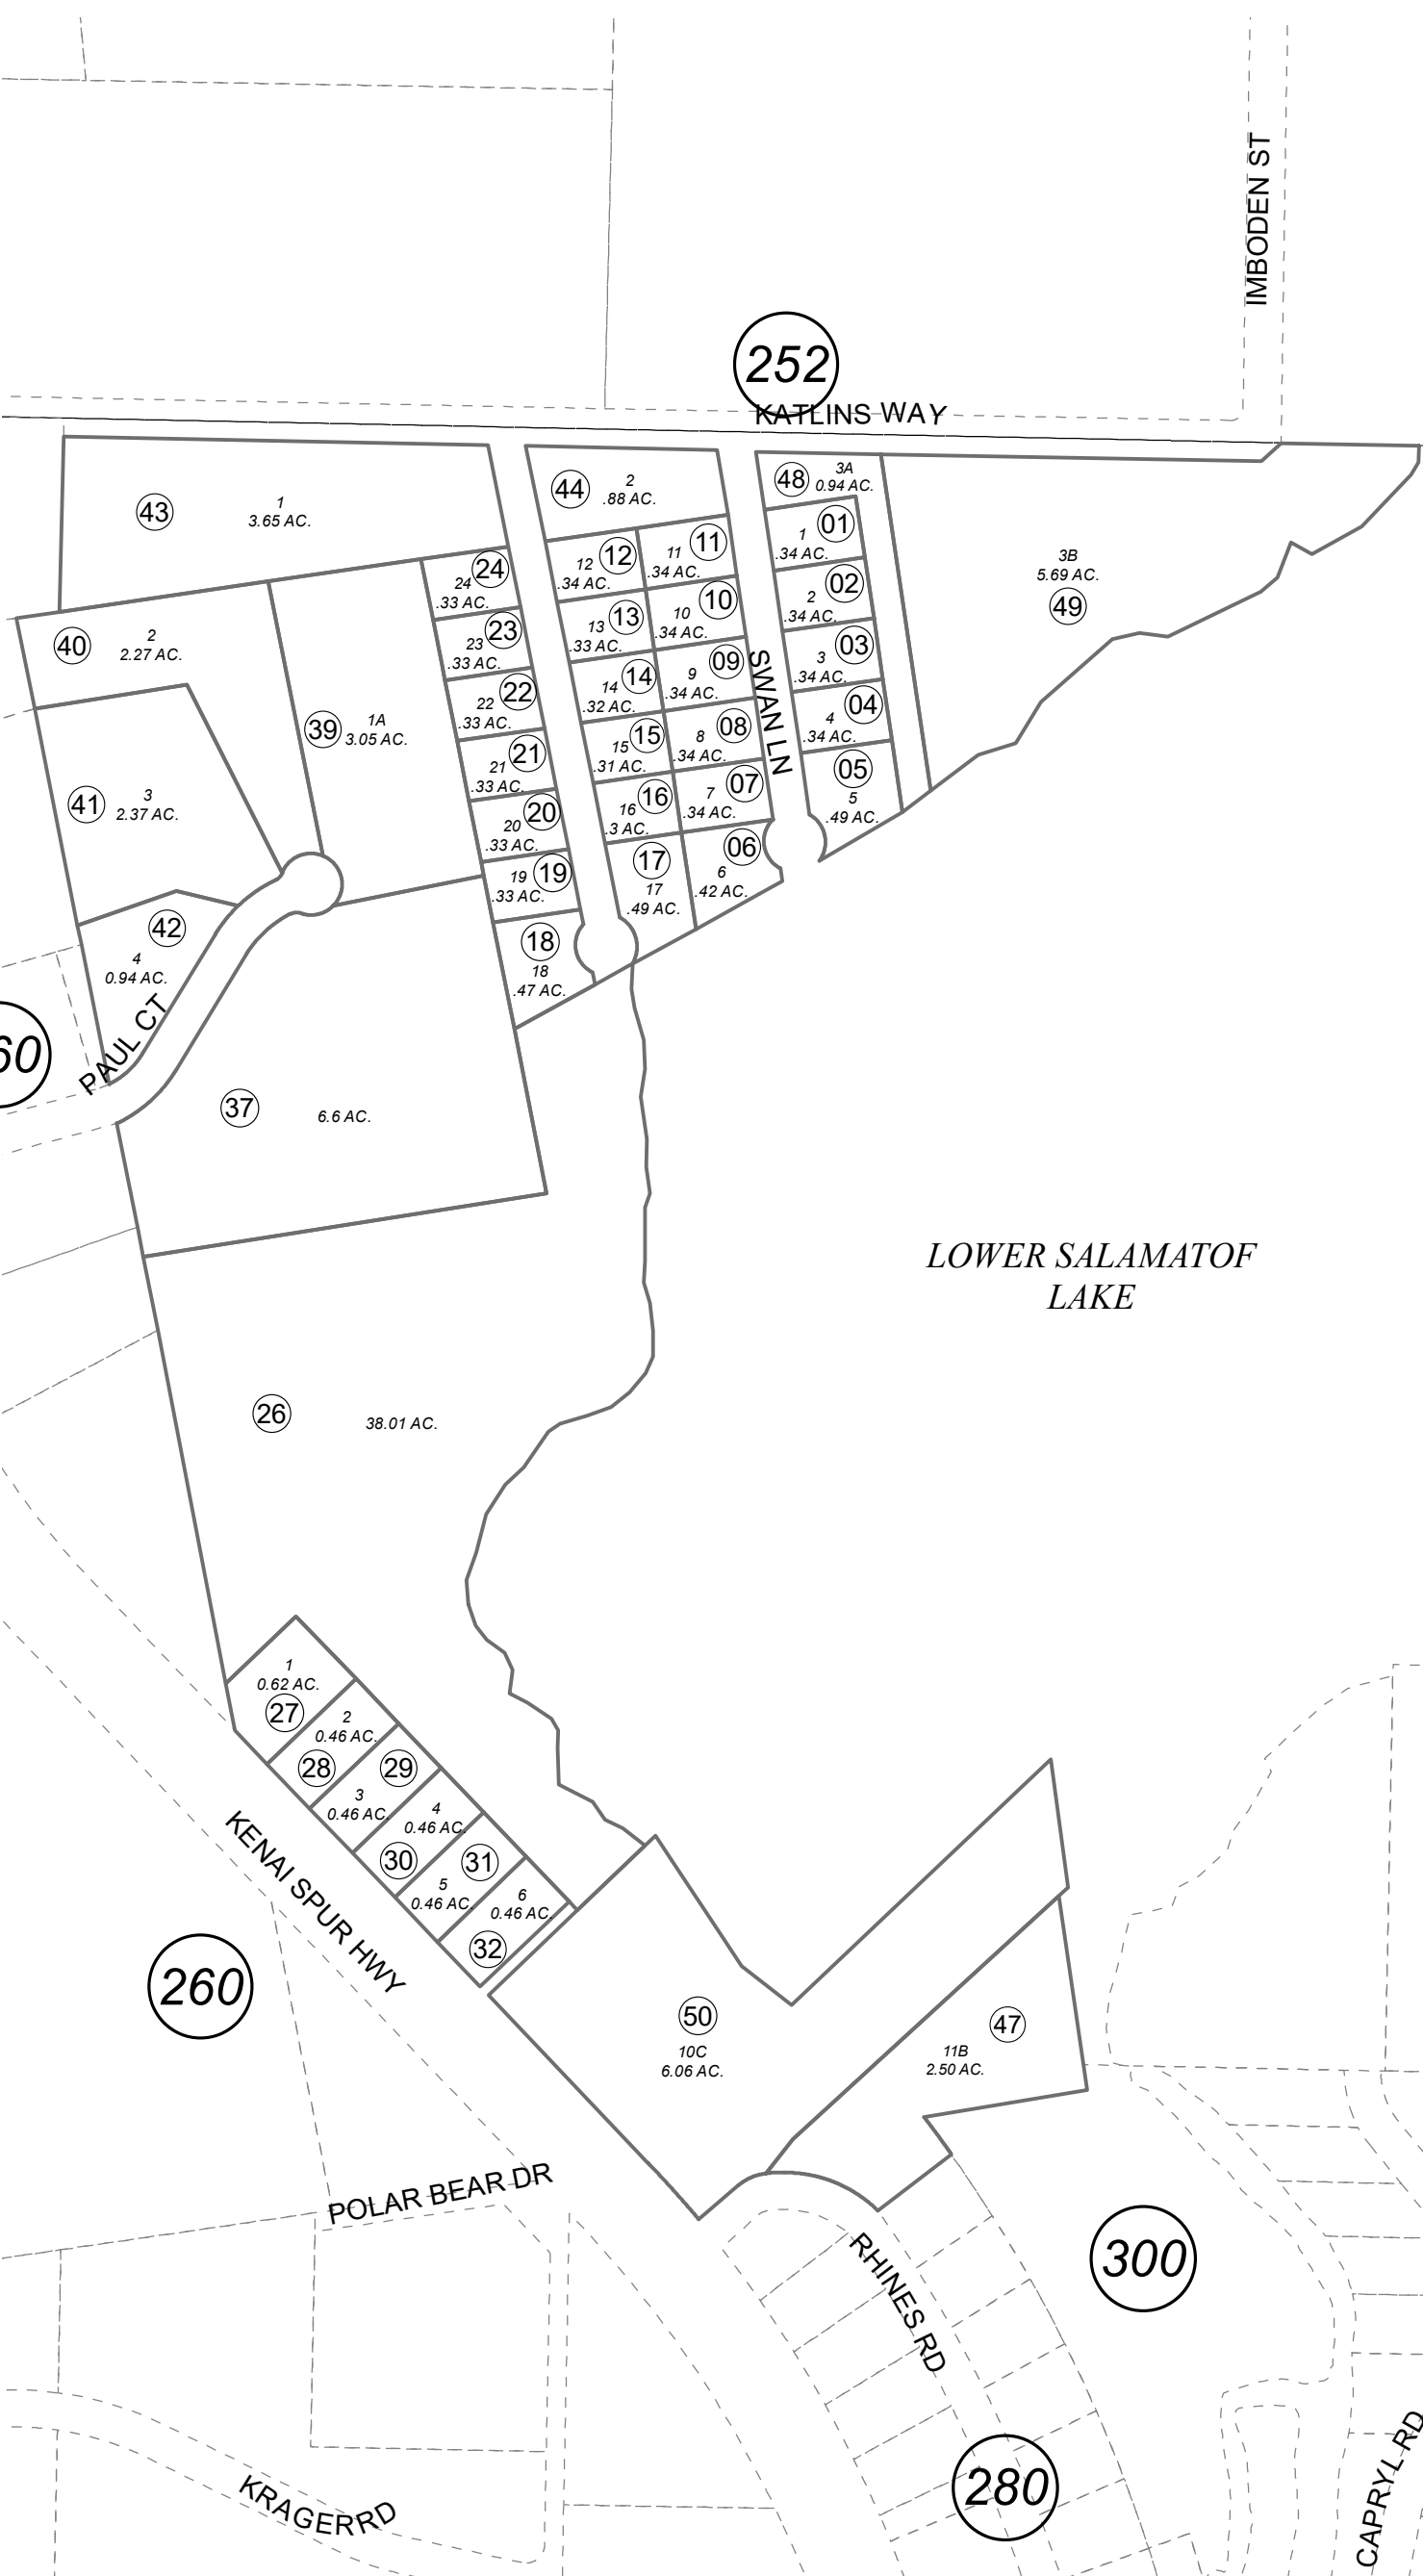 IMBODEN ST
252
KATLINS WAY
43
1
3.65 AC.
44
2
.88 AC.
48
3A
0.94 AC.
3B
5.69 AC.
49
24
24
.33 AC.
12
12
.34 AC.
11
11
.34 AC.
01
1
.34 AC.
40
2
2.27 AC.
23
23
.33 AC.
13
13
.33 AC.
10
10
.34 AC.
02
2
.34 AC.
39
1A
3.05 AC.
22
22
.33 AC.
14
14
.32 AC.
09
9
.34 AC.
SWAN LN
03
3
.34 AC.
41
3
2.37 AC.
21
21
.33 AC.
15
15
.31 AC.
08
8
.34 AC.
04
4
.34 AC.
20
20
.33 AC.
16
16
.3 AC.
07
7
.34 AC.
05
5
.49 AC.
19
19
.33 AC.
17
17
.49 AC.
06
6
.42 AC.
42
4
0.94 AC.
18
18
.47 AC.
60
PAUL CT
37
6.6 AC.
LOWER SALAMATOF
LAKE
26
38.01 AC.
1
0.62 AC.
27
2
0.46 AC.
28
29
3
0.46 AC.
4
0.46 AC.
30
31
5
0.46 AC.
6
0.46 AC.
32
KENAI SPUR HWY
260
50
10C
6.06 AC.
47
11B
2.50 AC.
POLAR BEAR DR
RHINES RD
300
280
KRAGER RD
CAPRYL RD